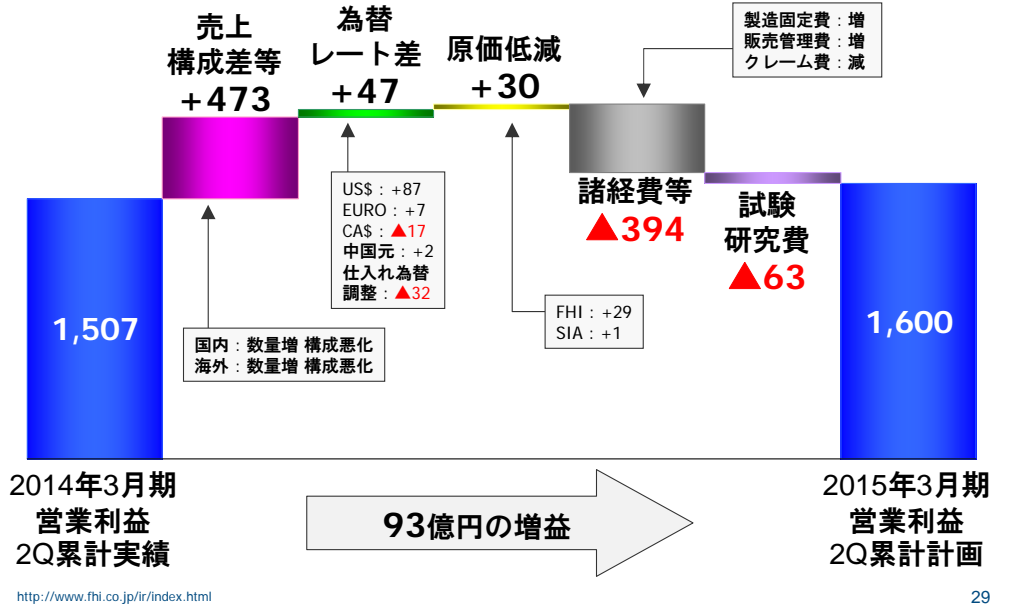 売上
構成差等
+473
為替
レート差
+47
原価低減
+30
製造固定費：増
販売管理費：増
クレーム費：減
US$：+87
EURO：+7
CA$：▲17
中国元：+2
仕入れ為替
調整：▲32
諸経費等
▲394
試験
研究費
▲63
国内：数量増 構成悪化
海外：数量増 構成悪化
FHI：+29
SIA：+1
1,507
1,600
2014年3月期
営業利益
2Q累計実績
93億円の増益
2015年3月期
営業利益
2Q累計計画
http://www.fhi.co.jp/ir/index.html
29